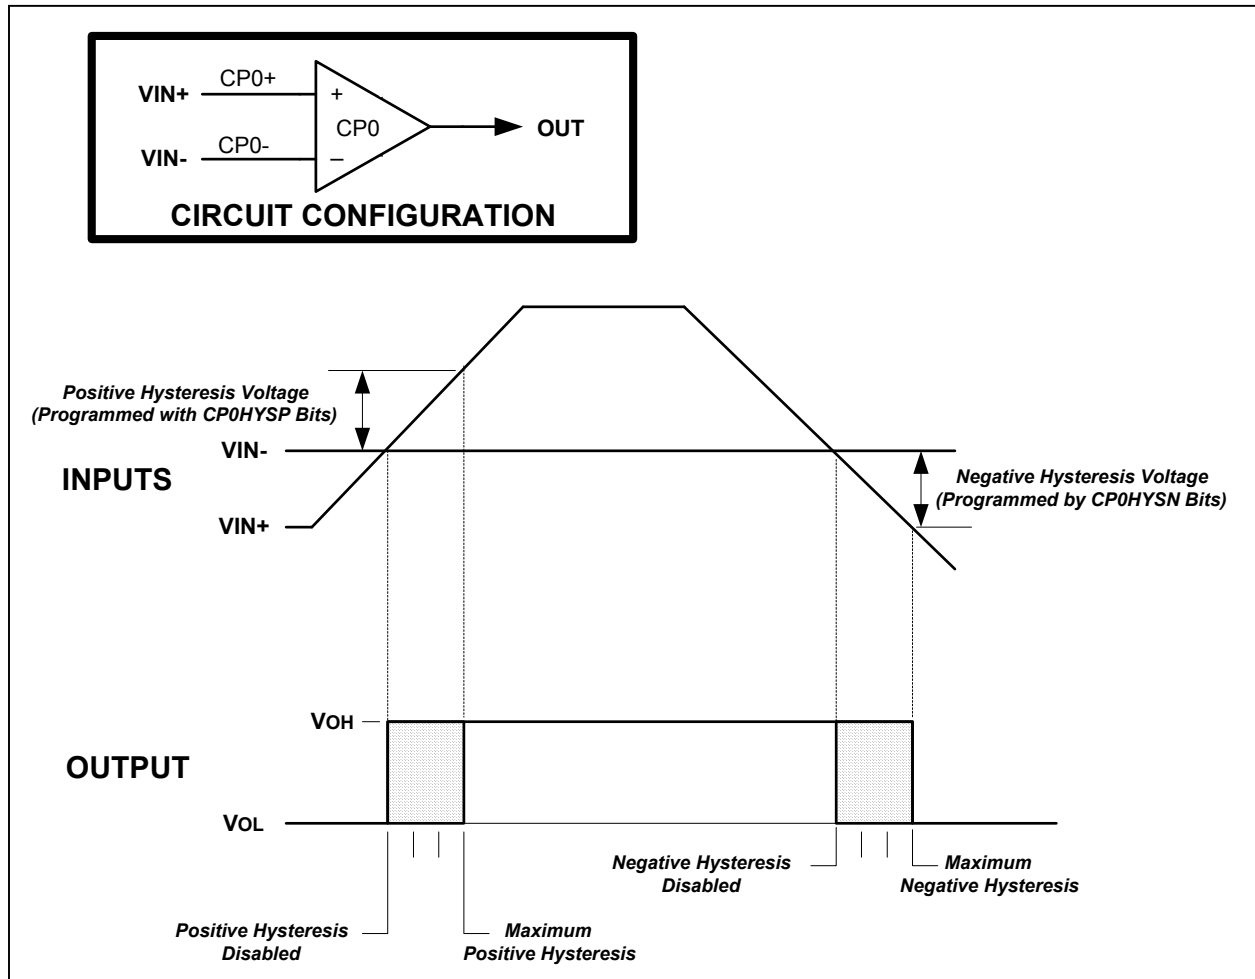 CP0+
VIN+
+
CP0
OUT
CP0-
VIN-
–
CIRCUIT CONFIGURATION
Positive Hysteresis Voltage
(Programmed with CP0HYSP Bits)
VIN-
INPUTS
Negative Hysteresis Voltage
(Programmed by CP0HYSN Bits)
VIN+
VOH
OUTPUT
VOL
Negative Hysteresis
Disabled
Maximum
Negative Hysteresis
Positive Hysteresis
Disabled
Maximum
Positive Hysteresis